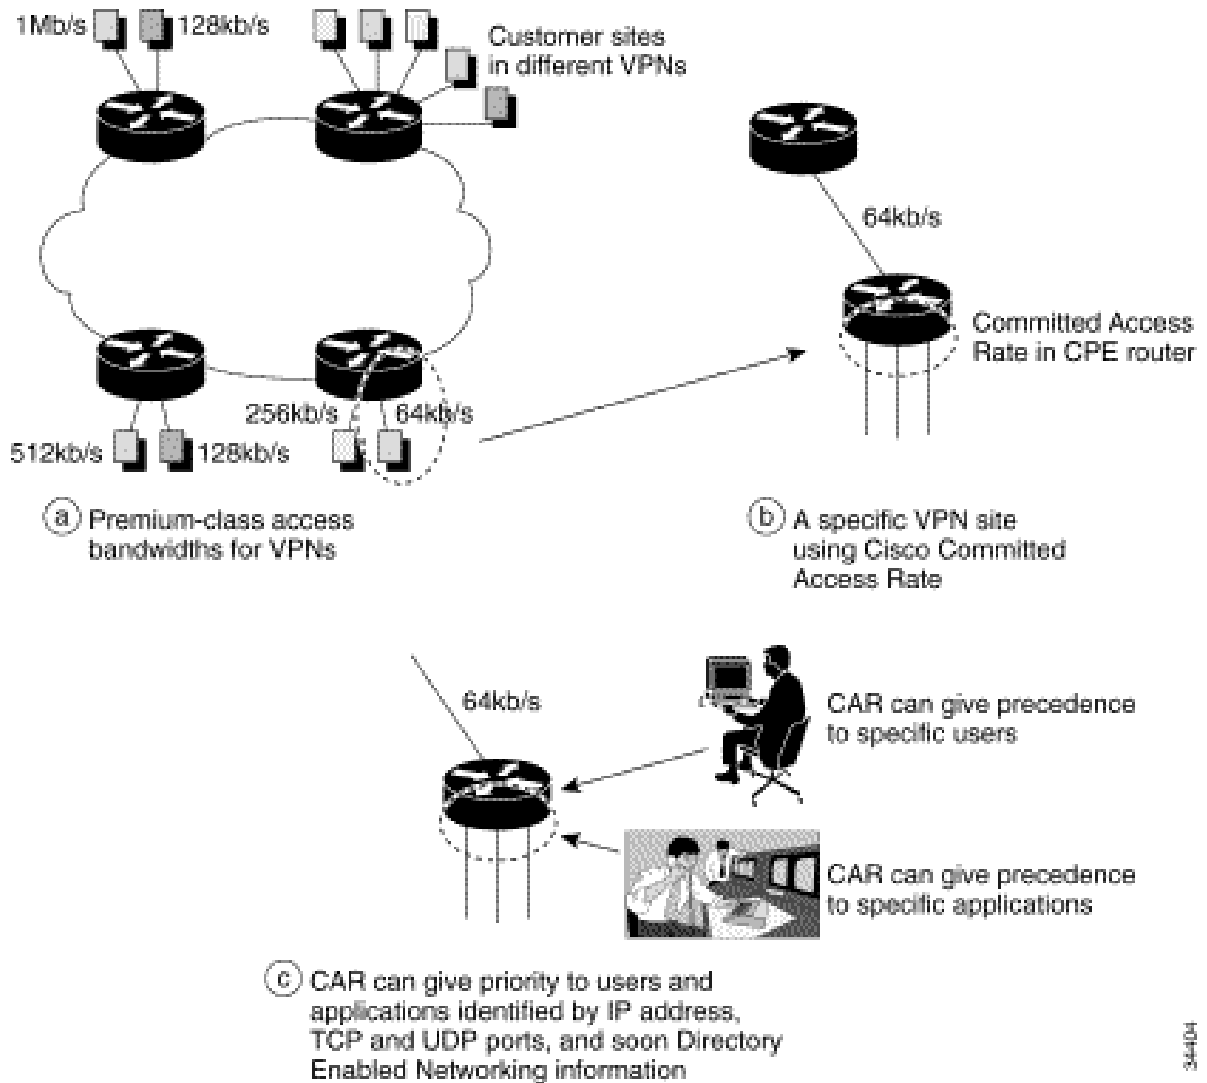 1Mb/s
128kb/s
Customer sites
in different VPNs
64kb/s
Committed Access
Rate in CPE router
256kb/s
64kb/s
512kb/s
128kb/s
a Premium-class access
bandwidths for VPNs
b A specific VPN site
using Cisco Committed
Access Rate
64kb/s
CAR can give precedence
to specific users
CAR can give precedence
to specific applications
c CAR can give priority to users and
applications identified by IP address,
TCP and UDP ports, and soon Directory
Enabled Networking information
34404